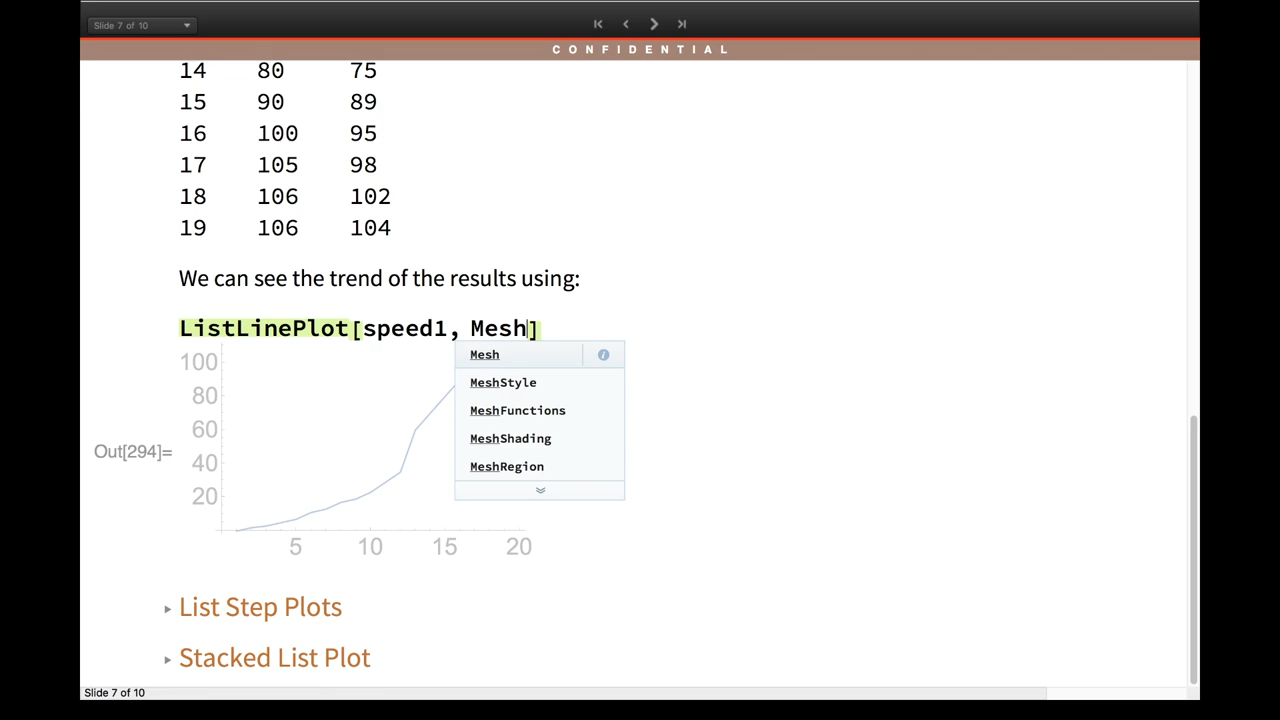 Slide 7 of 10
CONFIDENTIAL
14 80 75
15 90 89
16 100 95
17 105 98
18 106 102
19 106 104
We can see the trend of the results using:
ListLinePlot[speed1, Mesh]
Mesh
MeshStyle
MeshFunctions
MeshShading
MeshRegion
100
80
60
Out[294]=
40
20
5 10 15 20
List Step Plots
Stacked List Plot
Slide 7 of 10